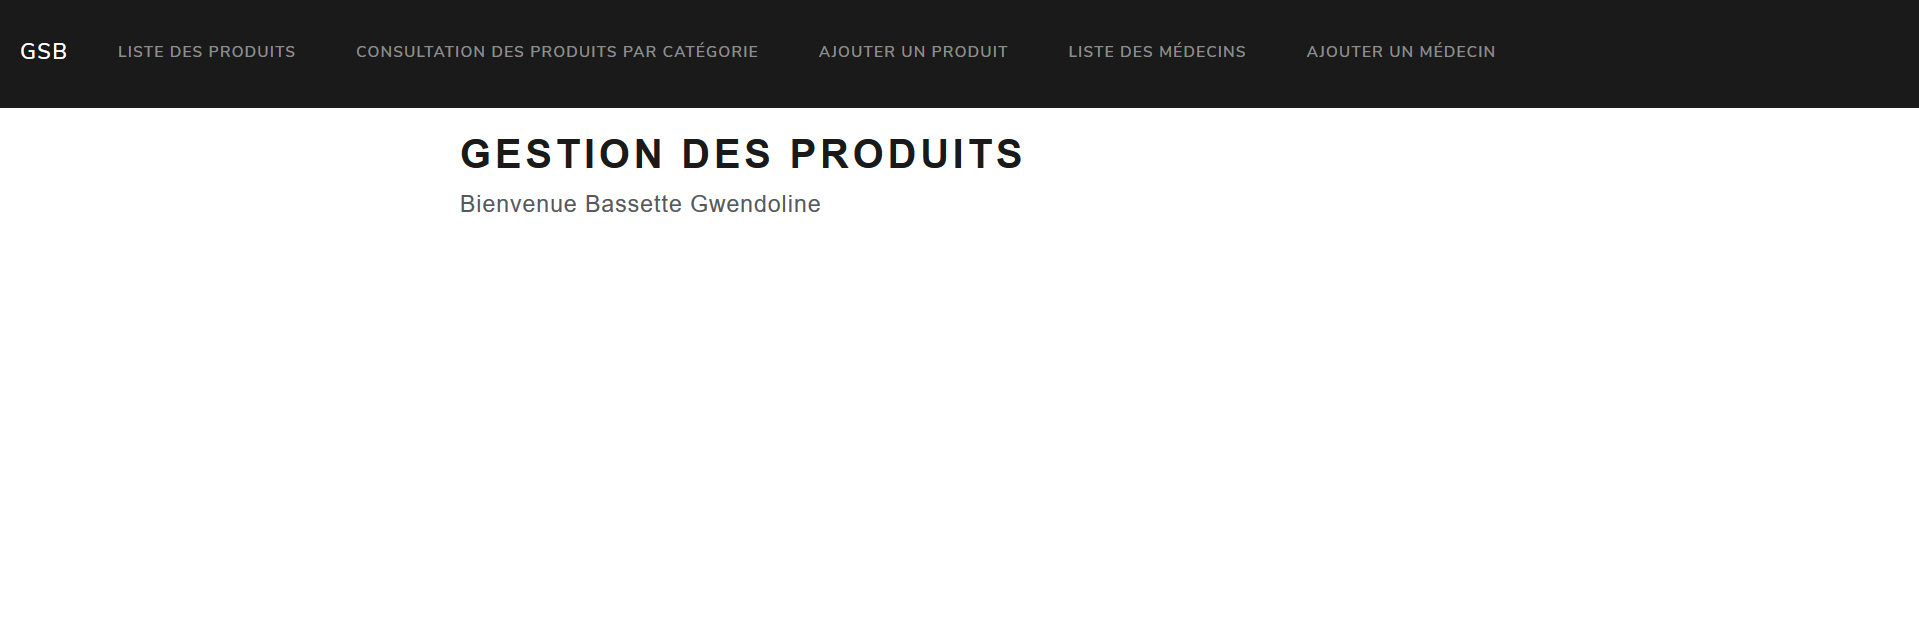 GSB LISTE DES PRODUITS CONSULTATION DES PRODUITS PAR CATÉGORIE AJOUTER UN PRODUIT LISTE DES MÉDECINS AJOUTER UN MÉDECIN
GESTION DES PRODUITS
Bienvenue Bassette Gwendoline